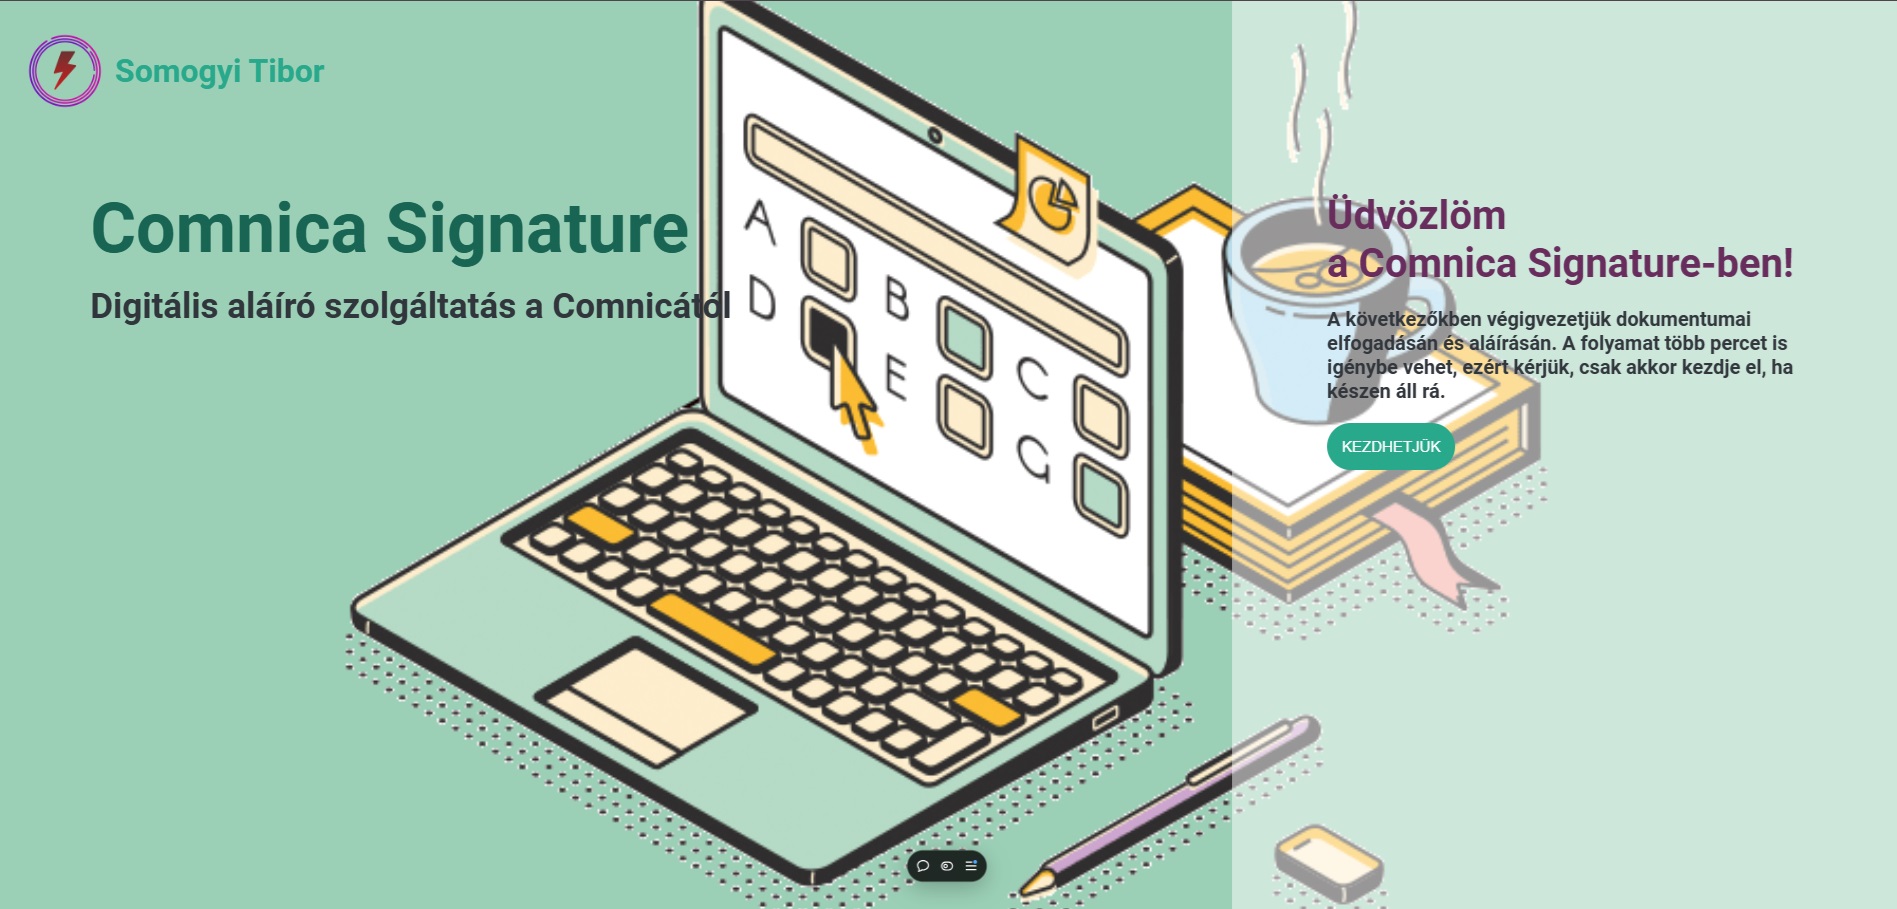 Somogyi Tibor
Comnica Signature
Digitális aláíró szolgáltatás a Comnicától
A
D
B
E
C
G
Üdvözlöm
a Comnica Signature-ben!
A következőkben végigvezetjük dokumentumai
elfogadásán és aláírásán. A folyamat több percet is
igénybe vehet, ezért kérjük, csak akkor kezdje el, ha
készen áll rá.
KEZDHETJÜK